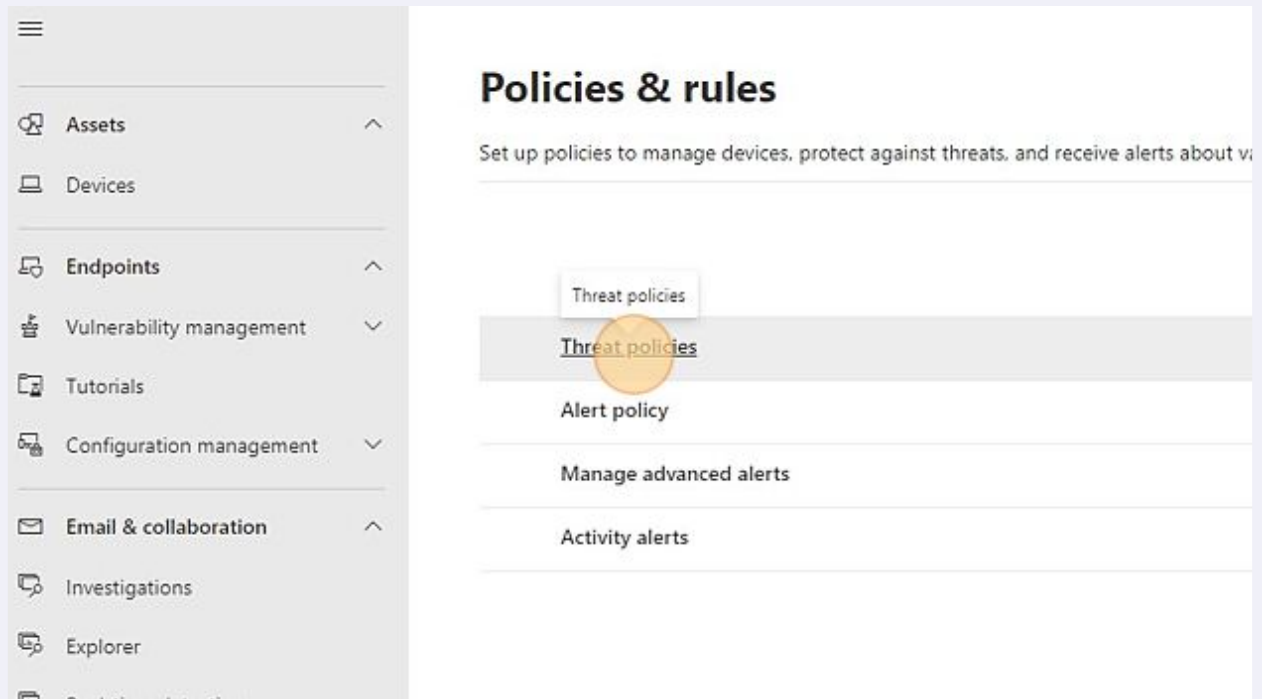 Assets
Devices
Endpoints
Vulnerability management
Tutorials
Configuration management
Email & collaboration
Investigations
Explorer
Policies & rules
Set up policies to manage devices, protect against threats, and receive alerts about
Threat policies
Threat policies
Alert policy
Manage advanced alerts
Activity alerts